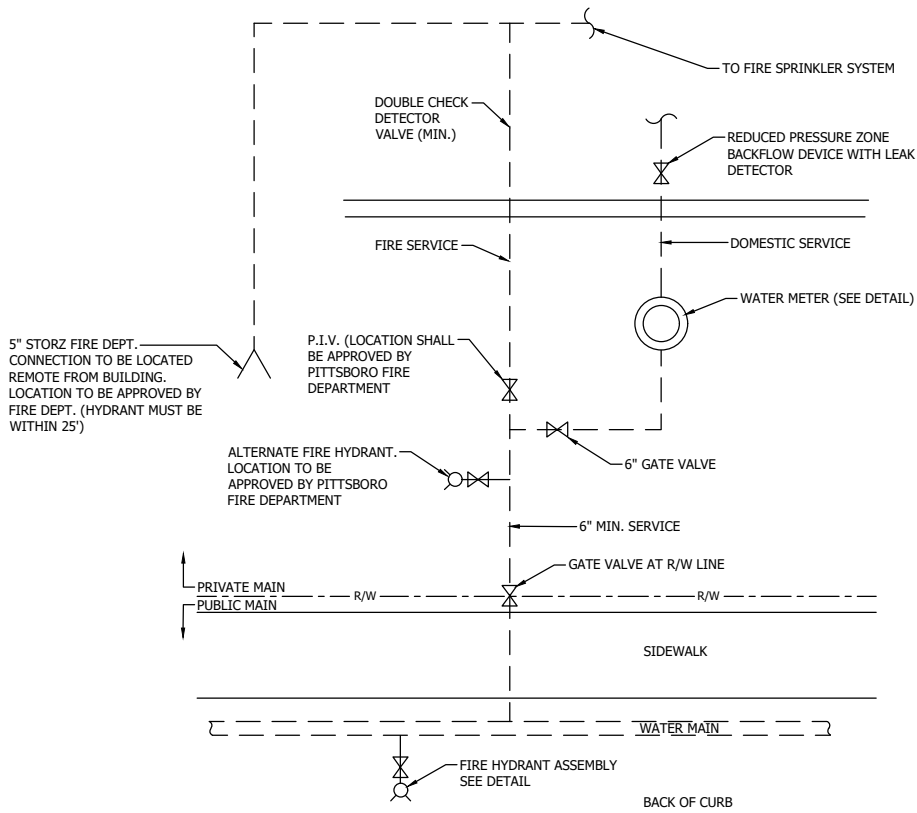 TO FIRE SPRINKLER SYSTEM
DOUBLE CHECK
DETECTOR
VALVE (MIN.)
REDUCED PRESSURE ZONE
BACKFLOW DEVICE WITH LEAK
DETECTOR
FIRE SERVICE
DOMESTIC SERVICE
WATER METER (SEE DETAIL)
5" STORZ FIRE DEPT.
CONNECTION TO BE LOCATED
REMOTE FROM BUILDING.
LOCATION TO BE APPROVED BY
FIRE DEPT. (HYDRANT MUST BE
WITHIN 25')
P.I.V. (LOCATION SHALL
BE APPROVED BY
PITTSBORO FIRE
DEPARTMENT
ALTERNATE FIRE HYDRANT.
LOCATION TO BE
APPROVED BY PITTSBORO
FIRE DEPARTMENT
6" GATE VALVE
6" MIN. SERVICE
GATE VALVE AT R/W LINE
PRIVATE MAIN
R/W
R/W
PUBLIC MAIN
SIDEWALK
WATER MAIN
FIRE HYDRANT ASSEMBLY
SEE DETAIL
BACK OF CURB